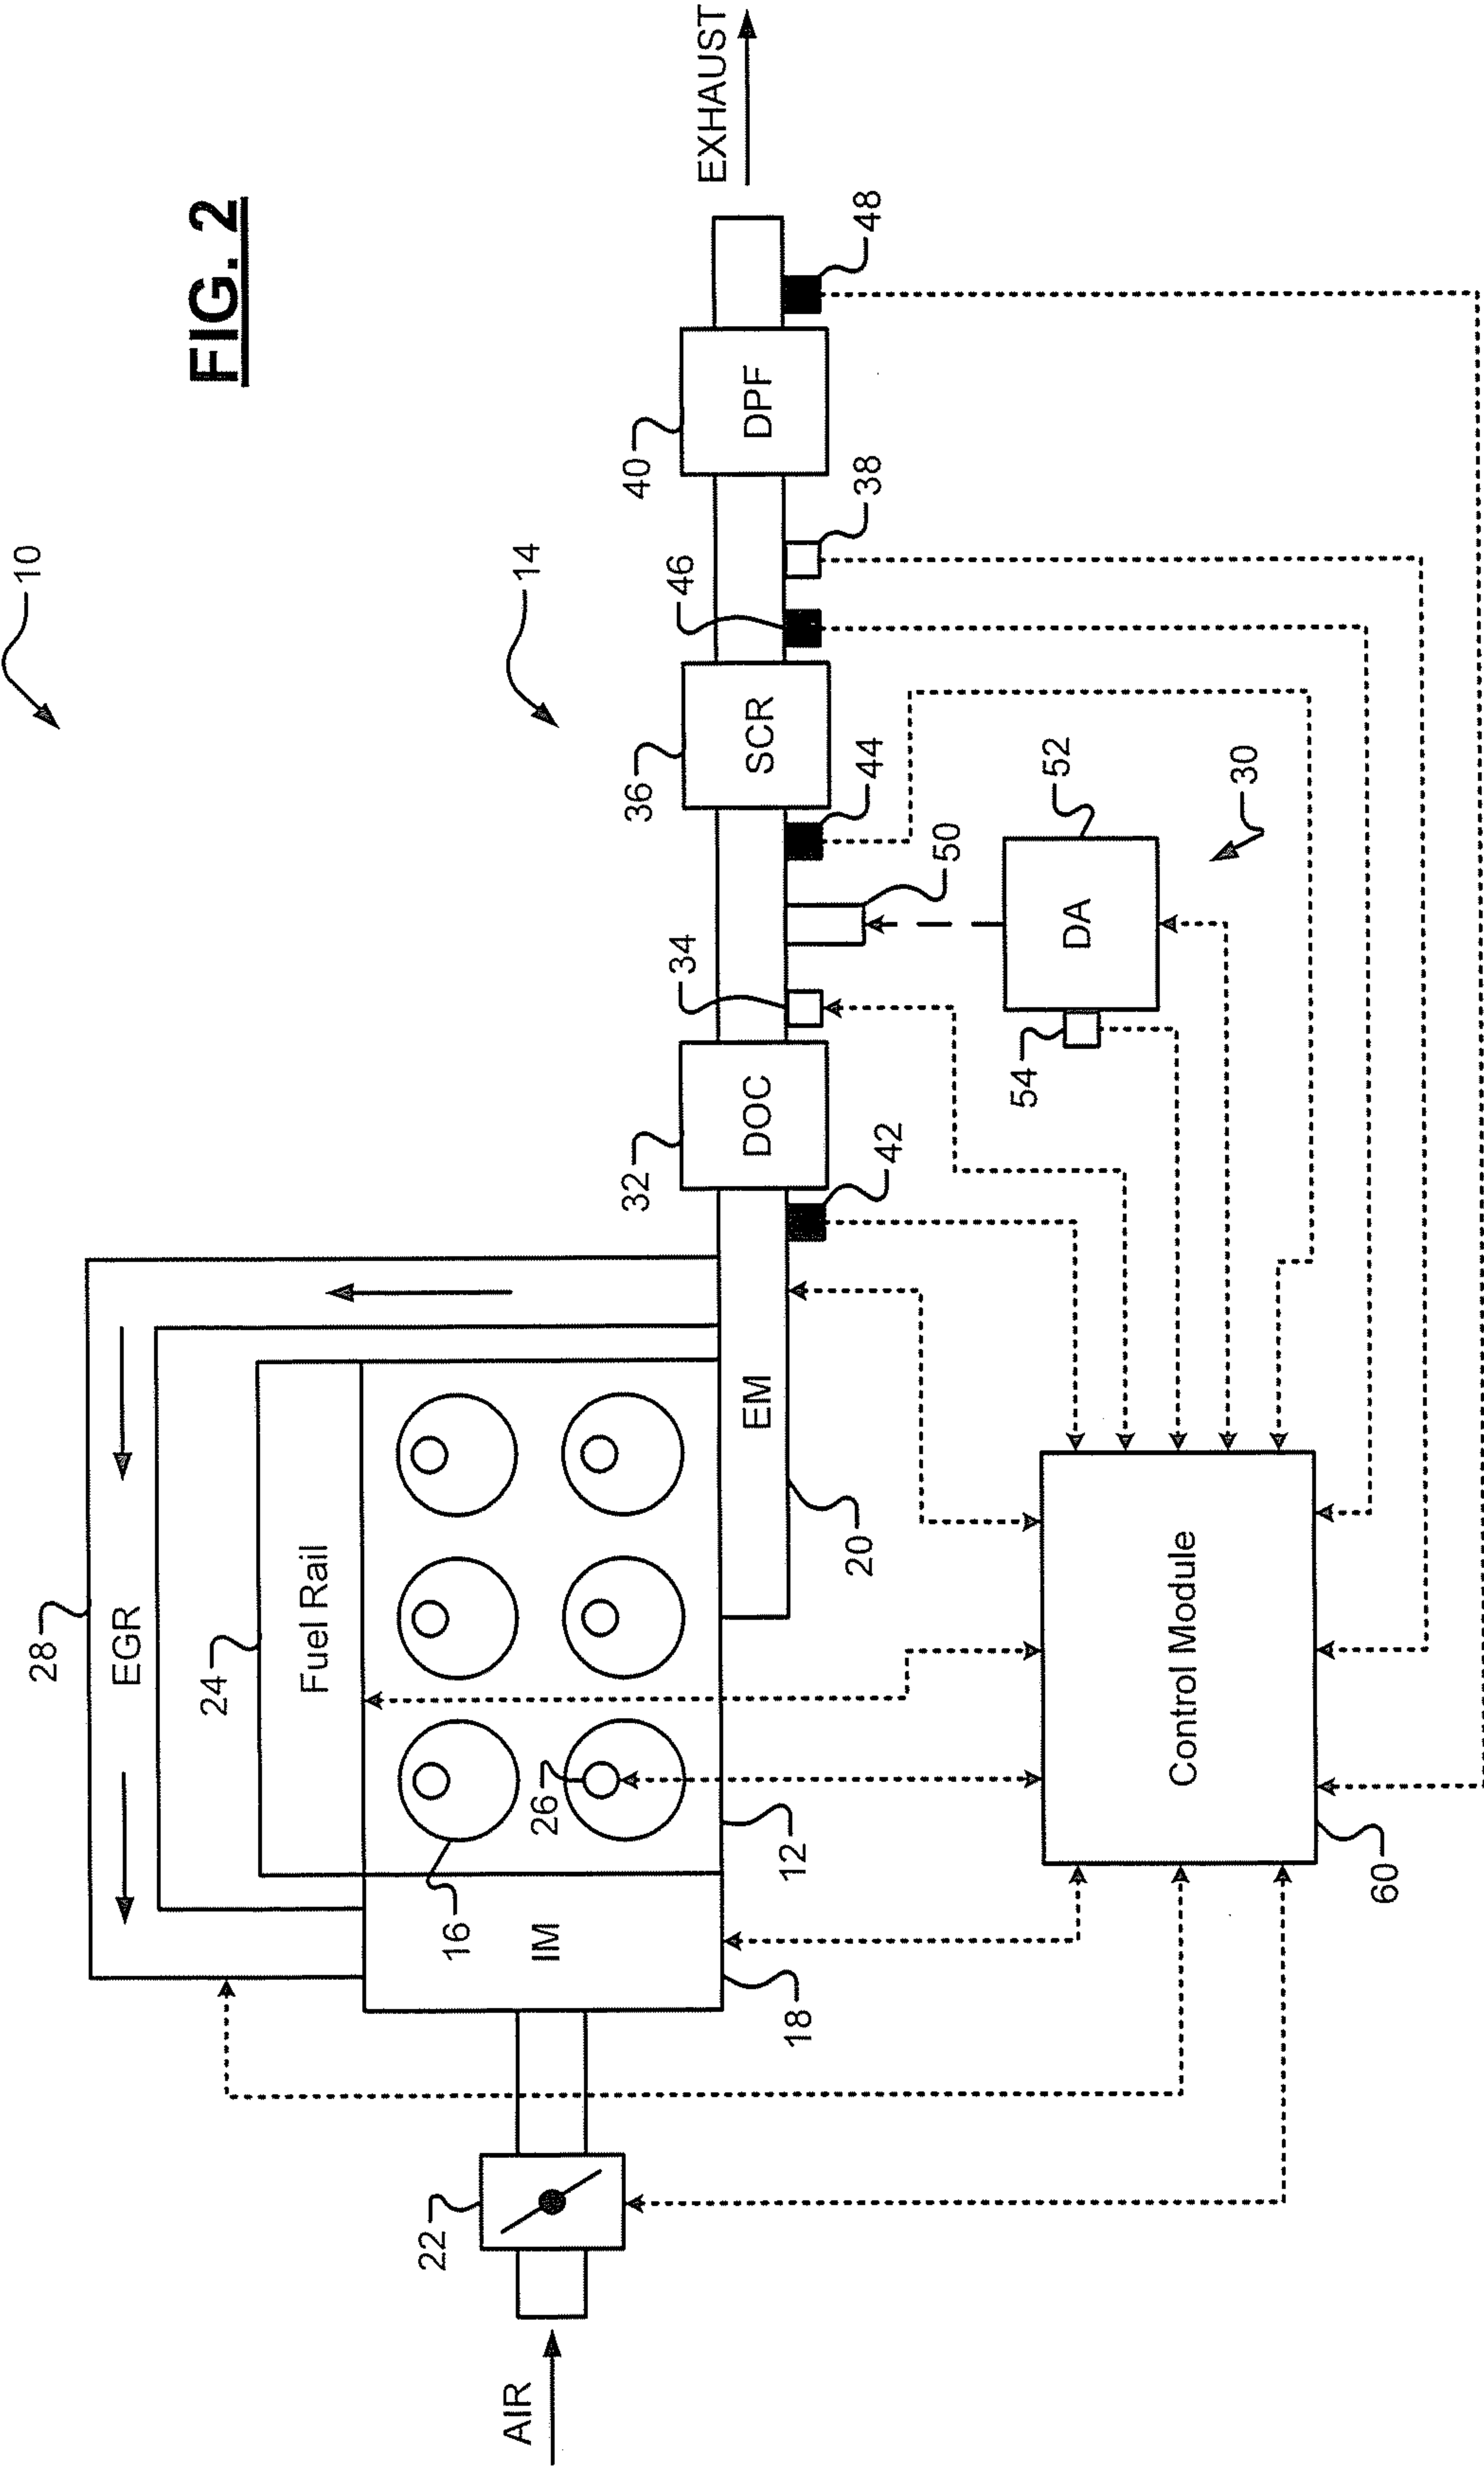 FIG. 2
10
14
28
EGR
24
Fuel Rail
16
26
12
IM
18
22
AIR
EM
20
32
DOC
42
34
50
44
36
SCR
46
38
40
DPF
48
EXHAUST
54
DA
52
30
Control Module
60